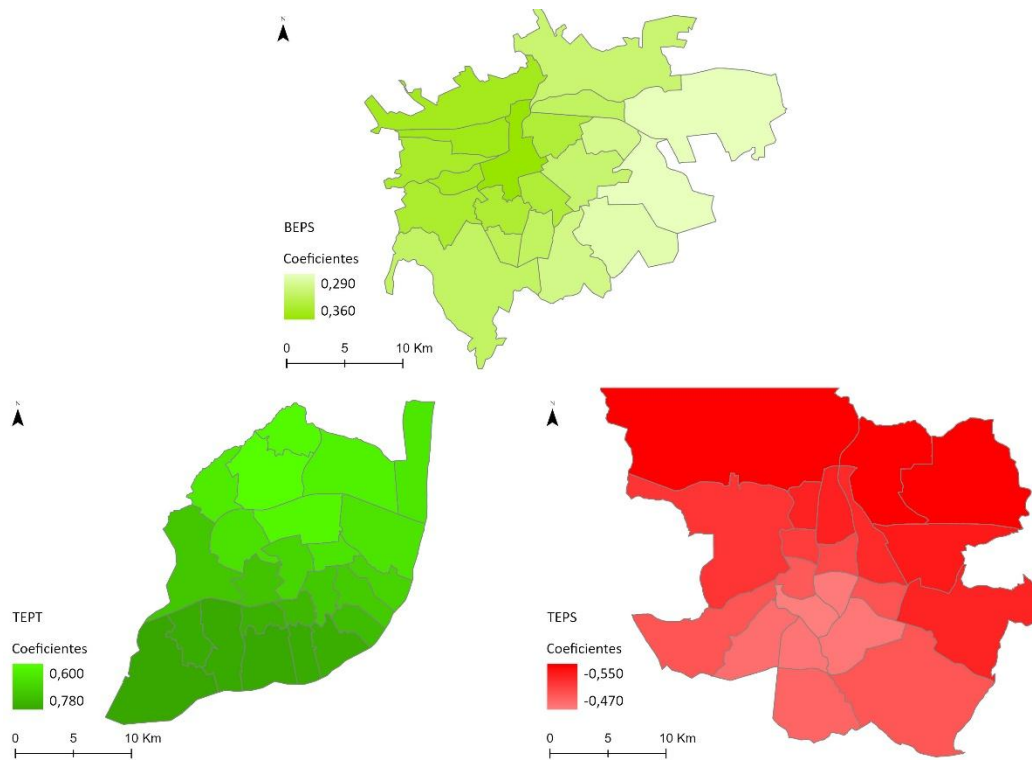 N
BEPS
Coeficientes
0,290
0,360
0 5 10 Km
N
TEPT
Coeficientes
0,600
0,780
0 5 10 Km
N
TEPS
Coeficientes
-0,550
-0,470
0 5 10 Km